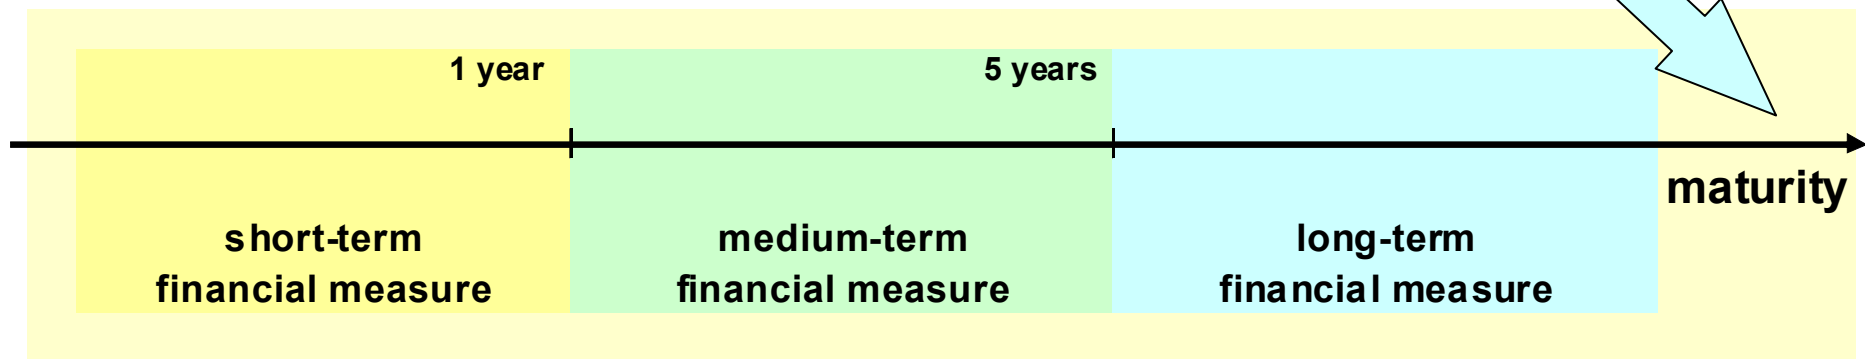 1 year
5 years
maturity
short-term
financial measure
medium-term
financial measure
long-term
financial measure